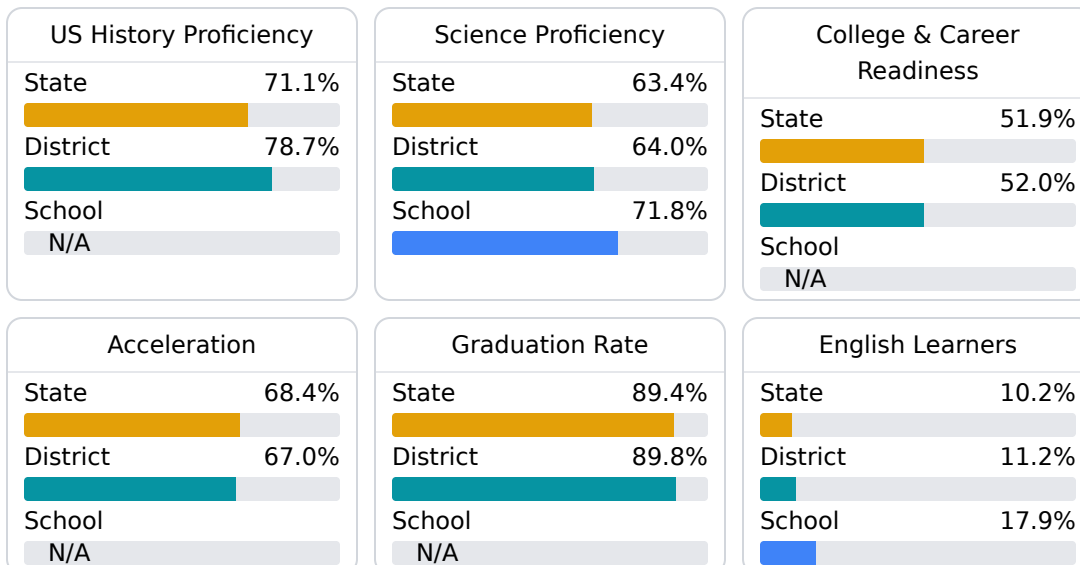 US History Proficiency
State 71.1%
District 78.7%
School
N/A
Science Proficiency
State 63.4%
District 64.0%
School 71.8%
College & Career
Readiness
State 51.9%
District 52.0%
School
N/A
Acceleration
State 68.4%
District 67.0%
School
N/A
Graduation Rate
State 89.4%
District 89.8%
School
N/A
English Learners
State 10.2%
District 11.2%
School 17.9%